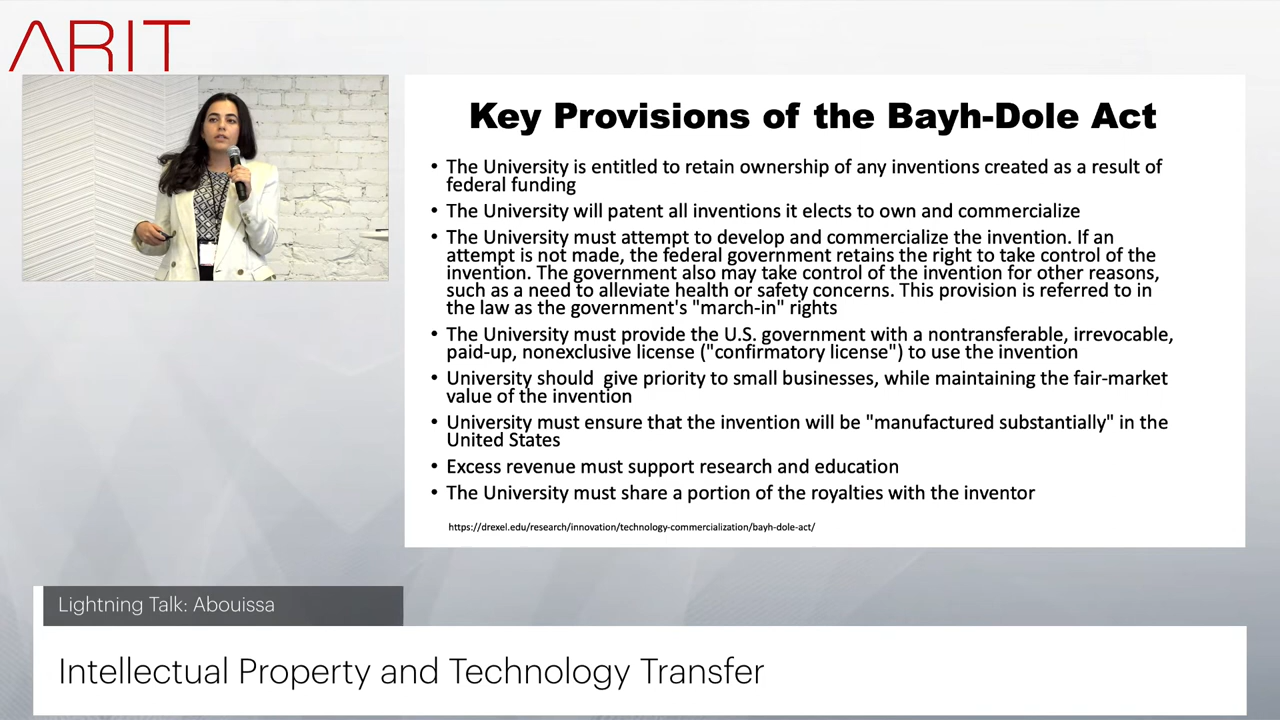 ARIT
Key Provisions of the Bayh-Dole Act
• The University is entitled to retain ownership of any inventions created as a result of
federal funding
• The University will patent all inventions it elects to own and commercialize
• The University must attempt to develop and commercialize the invention. If an
attempt is not made, the federal government retains the right to take control of the
invention. The government also may take control of the invention for other reasons,
such as a need to alleviate health or safety concerns. This provision is referred to in
the law as the government's "march-in" rights
• The University must provide the U.S. government with a nontransferable, irrevocable,
paid-up, nonexclusive license ("confirmatory license") to use the invention
• University should  give priority to small businesses, while maintaining the fair-market
value of the invention
• University must ensure that the invention will be "manufactured substantially" in the
United States
• Excess revenue must support research and education
• The University must share a portion of the royalties with the inventor
https://drexel.edu/research/innovation/technology-commercialization/bayh-dole-act/
Lightning Talk: Abouissa
Intellectual Property and Technology Transfer